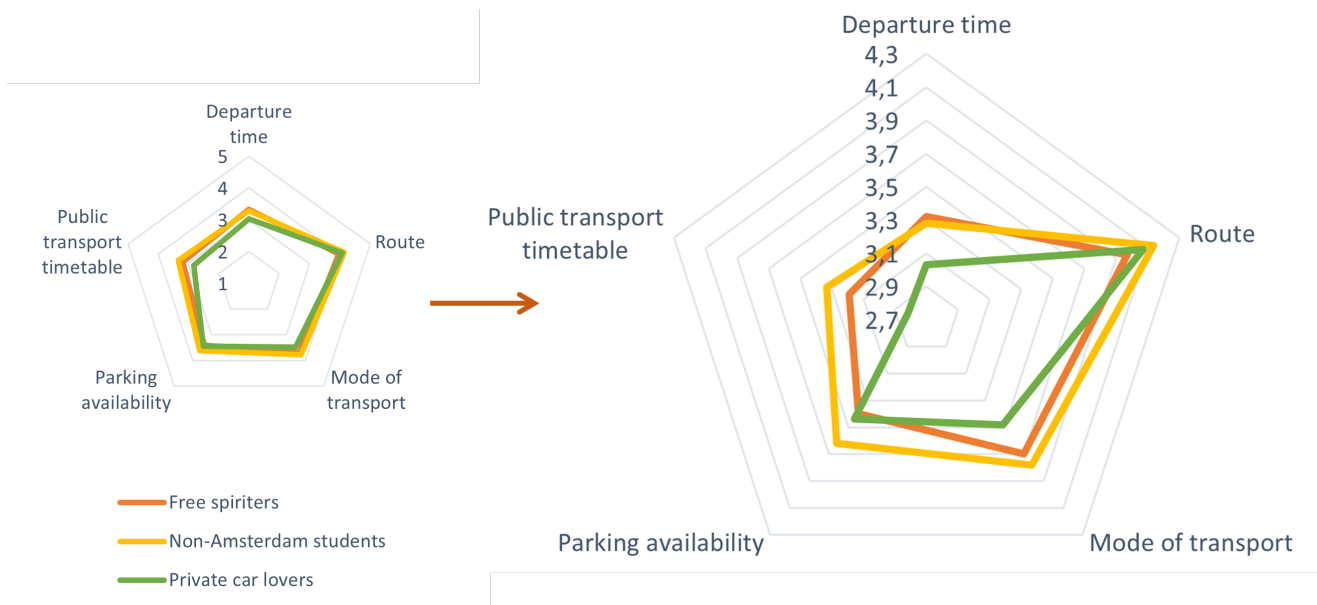 Departure
time
5
4
3
2
1
Public
transport
timetable
Route
Parking
availability
Mode of
transport
Free spiriters
Non-Amsterdam students
Private car lovers
Departure time
4,3
4,1
3,9
3,7
3,5
3,3
3,1
2,9
2,7
Public transport
timetable
Route
Parking availability
Mode of transport